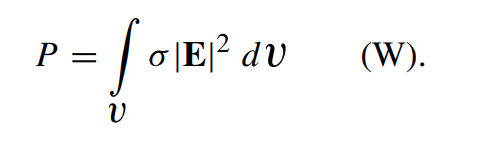 P = ∫_𝒱 σ|𝐄|² d𝒱 (W).